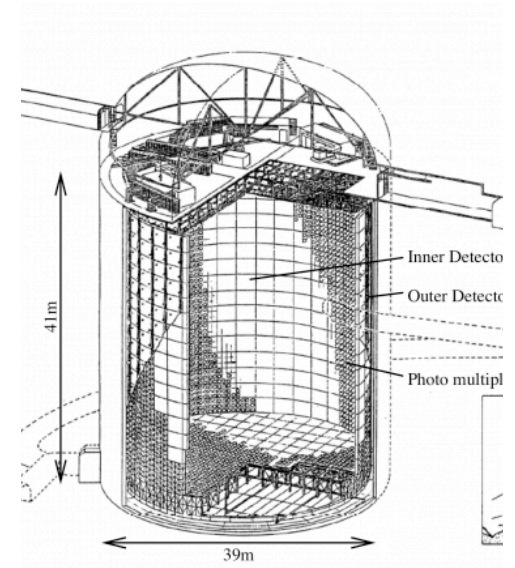 Inner Detecto
Outer Detecto
Photo multipl
41m
39m